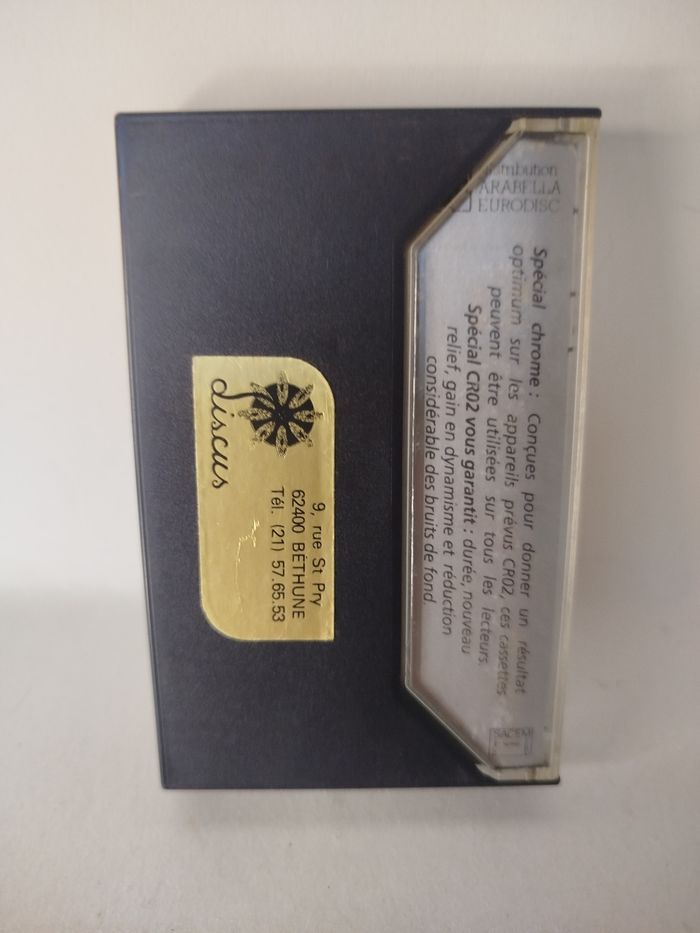 Distribution
ARABELLA
EURODISC
Spécial chrome : Conçues pour donner un résultat
optimum sur les appareils prévus CR02, ces cassettes
peuvent être utilisées sur tous les lecteurs.
Spécial CR02 vous garantit : durée, nouveau
relief, gain en dynamisme et réduction
considérable des bruits de fond.
SACEM
discus
9, rue St Pry
62400 BÉTHUNE
Tél. (21) 57.65.53